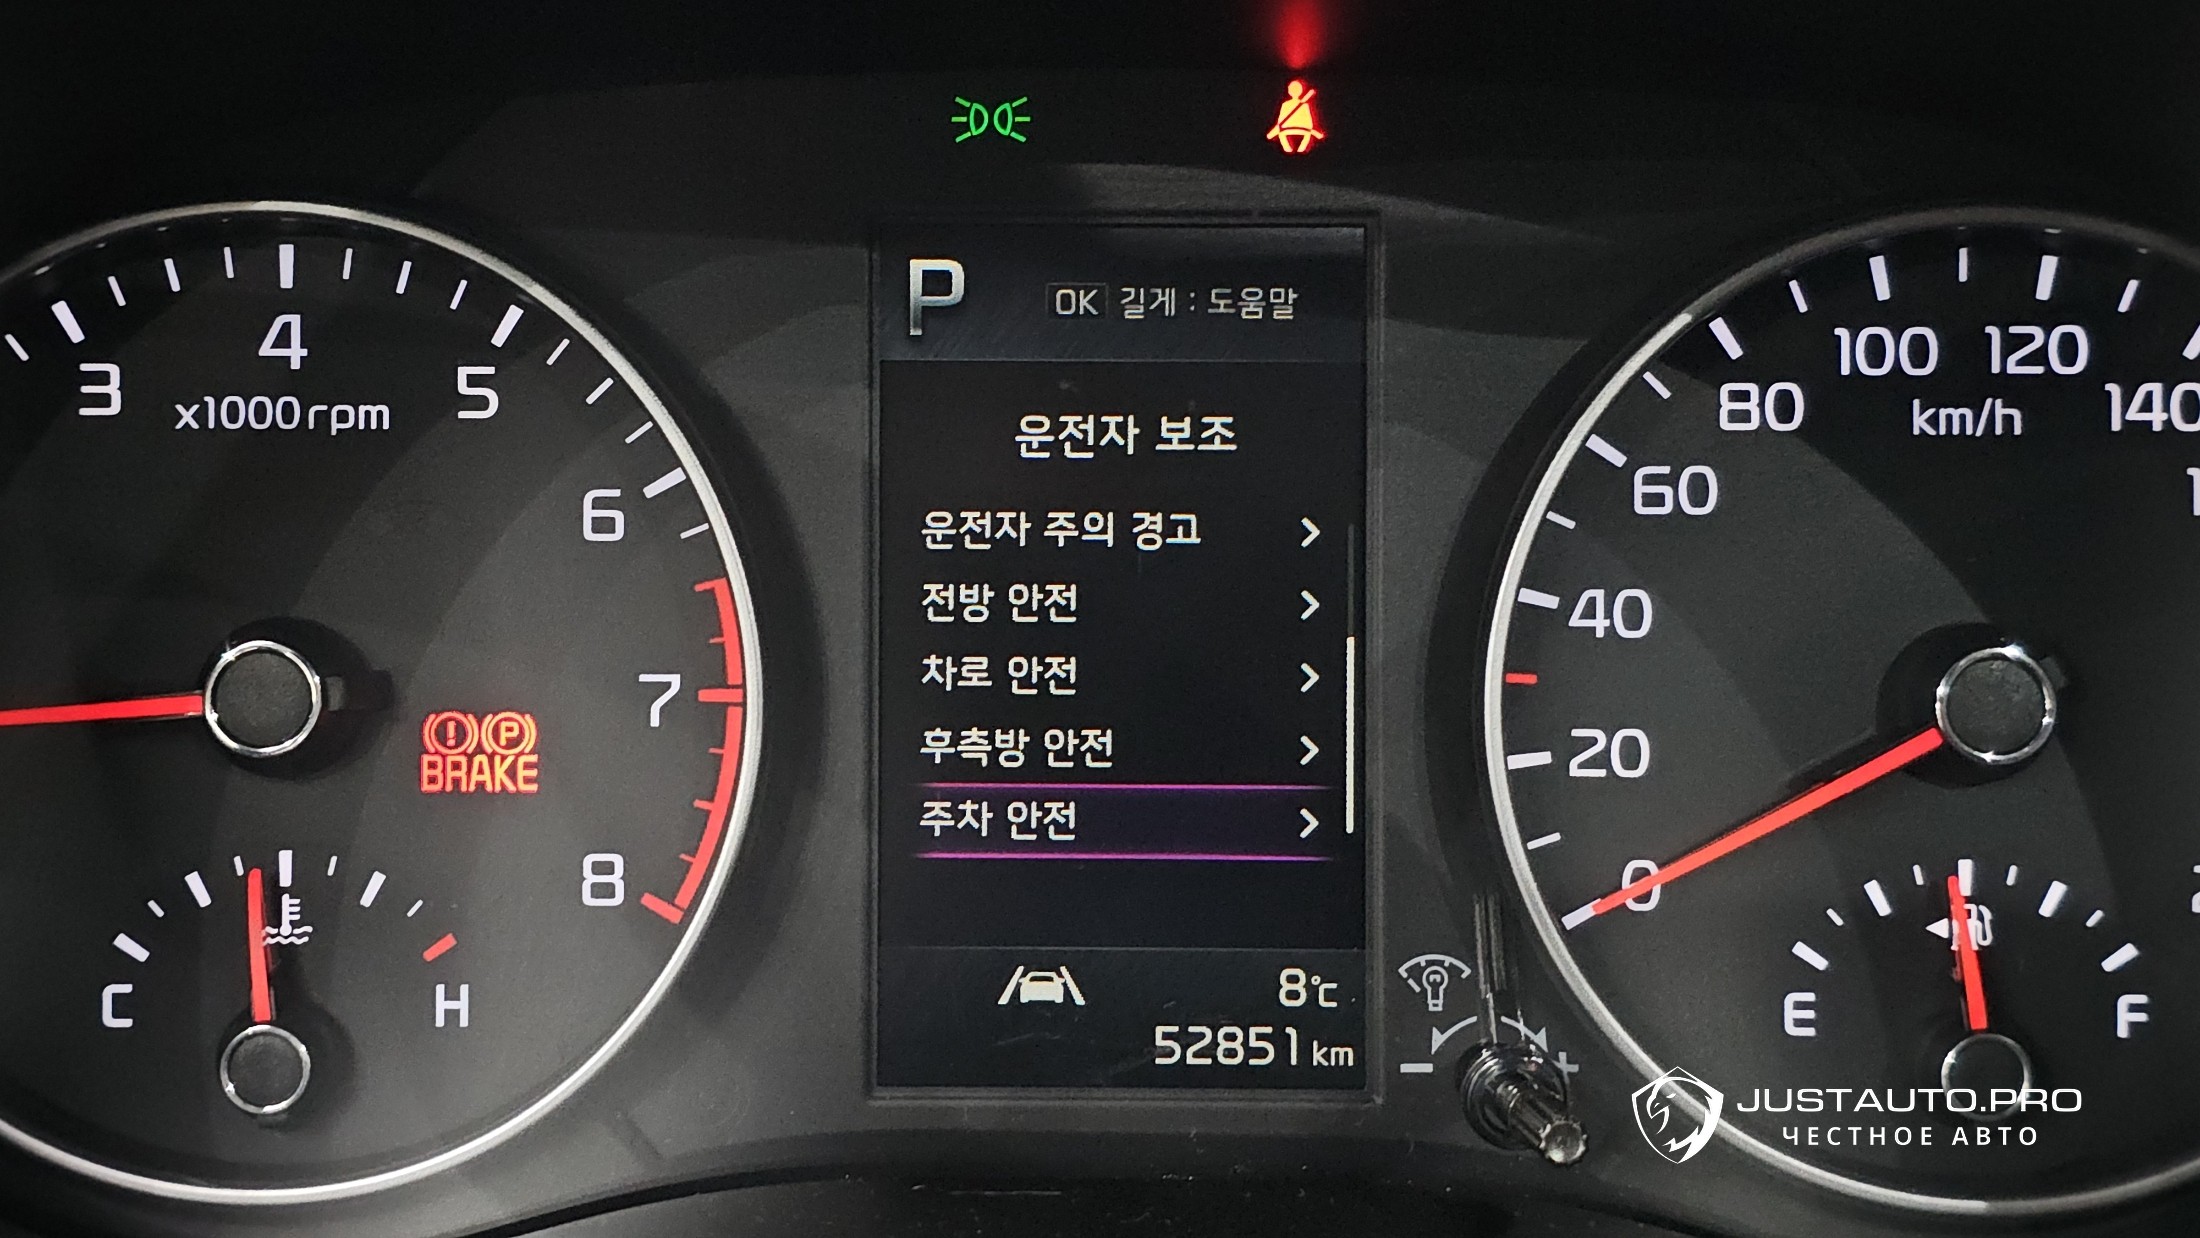 P
OK 길게 : 도움말
운전자 보조
운전자 주의 경고
전방 안전
차로 안전
후측방 안전
주차 안전
8°C
52851 km
3
4
5
6
7
8
x1000rpm
! P
BRAKE
C
H
0
20
40
60
80
100
120
140
km/h
E
F
- +
JUSTAUTO.PRO
ЧЕСТНОЕ АВТО